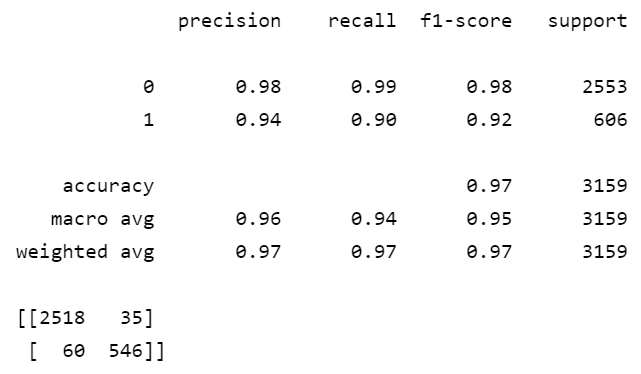 precision recall f1-score support
0 0.98 0.99 0.98 2553
1 0.94 0.90 0.92 606
accuracy 0.97 3159
macro avg 0.96 0.94 0.95 3159
weighted avg 0.97 0.97 0.97 3159
[[2518 35]
[ 60 546]]